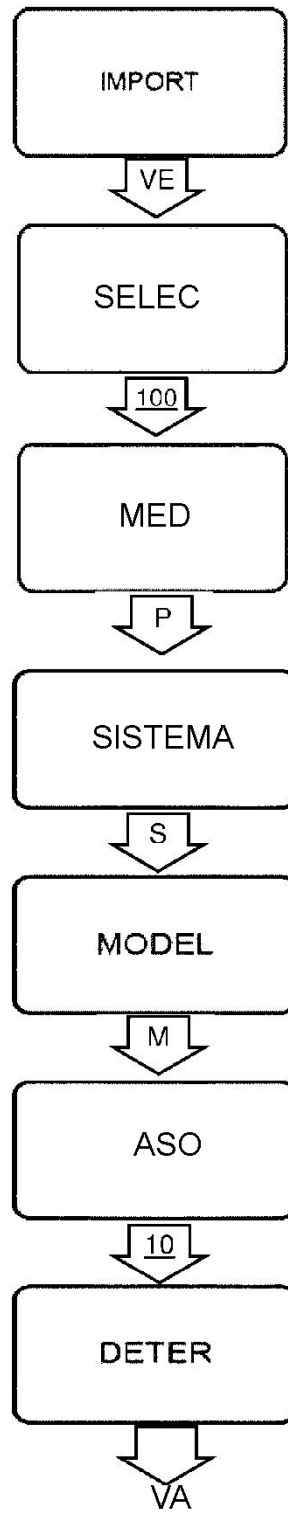 IMPORT
VE
SELEC
100
MED
P
SISTEMA
S
MODEL
M
ASO
10
DETER
VA